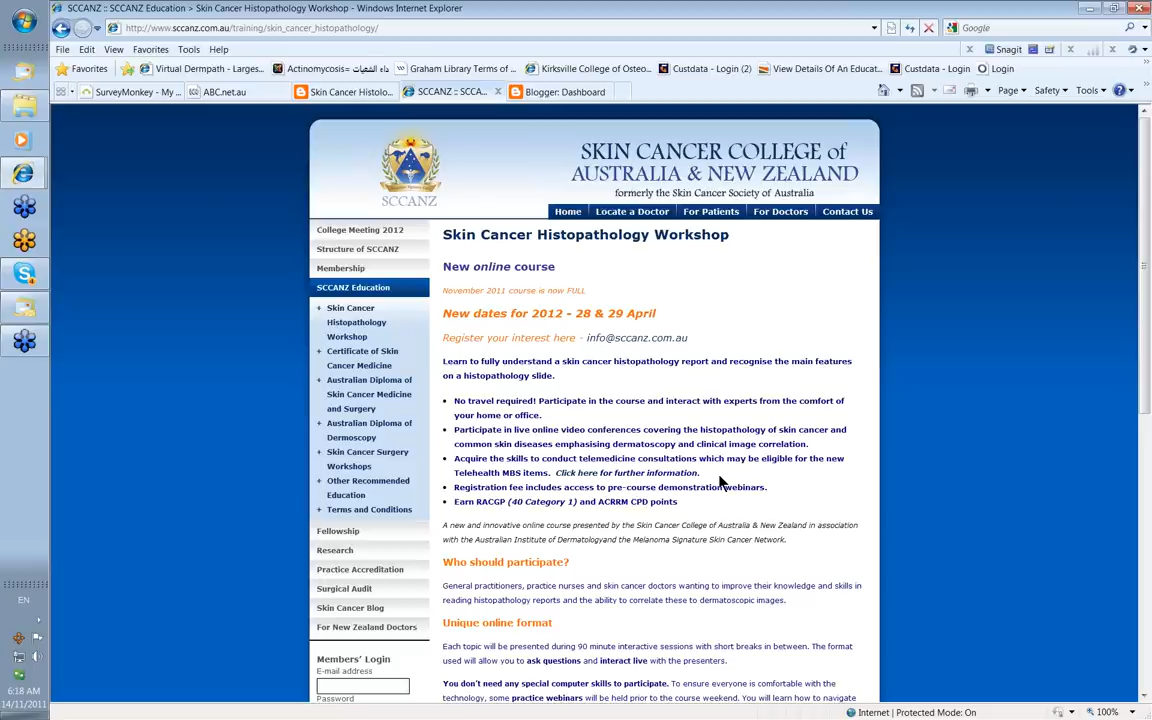 SCCANZ :: SCCANZ Education > Skin Cancer Histopathology Workshop - Windows Internet Explorer
http://www.sccanz.com.au/training/skin_cancer_histopathology/
Google
File Edit View Favorites Tools Help
Snagit
Favorites Virtual Dermpath - Larges... Actinomycosis= داء الشعيات Graham Library Terms of ... Kirksville College of Osteo... Custdata - Login (2) View Details Of An Educat... Custdata - Login Login
SurveyMonkey - My ... ABC.net.au Skin Cancer Histolo... SCCANZ :: SCCA... Blogger: Dashboard
Page Safety Tools
SKIN CANCER COLLEGE of
AUSTRALIA & NEW ZEALAND
formerly the Skin Cancer Society of Australia
SCCANZ
Home Locate a Doctor For Patients For Doctors Contact Us
College Meeting 2012
Structure of SCCANZ
Membership
SCCANZ Education
+ Skin Cancer
Histopathology
Workshop
+ Certificate of Skin
Cancer Medicine
+ Australian Diploma of
Skin Cancer Medicine
and Surgery
+ Australian Diploma of
Dermoscopy
+ Skin Cancer Surgery
Workshops
+ Other Recommended
Education
+ Terms and Conditions
Fellowship
Research
Practice Accreditation
Surgical Audit
Skin Cancer Blog
For New Zealand Doctors
Members' Login
E-mail address
Password
Skin Cancer Histopathology Workshop
New online course
November 2011 course is now FULL
New dates for 2012 - 28 & 29 April
Register your interest here - info@sccanz.com.au
Learn to fully understand a skin cancer histopathology report and recognise the main features
on a histopathology slide.
• No travel required! Participate in the course and interact with experts from the comfort of
your home or office.
• Participate in live online video conferences covering the histopathology of skin cancer and
common skin diseases emphasising dermatoscopy and clinical image correlation.
• Acquire the skills to conduct telemedicine consultations which may be eligible for the new
Telehealth MBS items. Click here for further information.
• Registration fee includes access to pre-course demonstration webinars.
• Earn RACGP (40 Category 1) and ACRRM CPD points
A new and innovative online course presented by the Skin Cancer College of Australia & New Zealand in association
with the Australian Institute of Dermatologyand the Melanoma Signature Skin Cancer Network.
Who should participate?
General practitioners, practice nurses and skin cancer doctors wanting to improve their knowledge and skills in
reading histopathology reports and the ability to correlate these to dermatoscopic images.
Unique online format
Each topic will be presented during 90 minute interactive sessions with short breaks in between. The format
used will allow you to ask questions and interact live with the presenters.
You don't need any special computer skills to participate. To ensure everyone is comfortable with the
technology, some practice webinars will be held prior to the course weekend. You will learn how to navigate
EN
6:18 AM
14/11/2011
Internet | Protected Mode: On
100%